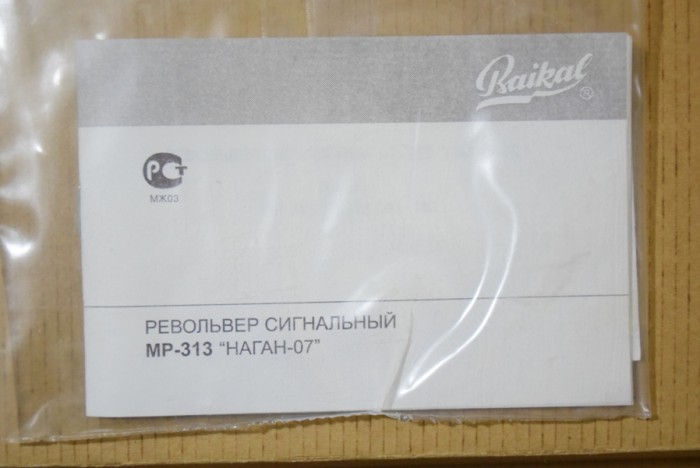 Baikal
®
РСТ
МЖ03
РЕВОЛЬВЕР СИГНАЛЬНЫЙ
МР-313 “НАГАН-07”